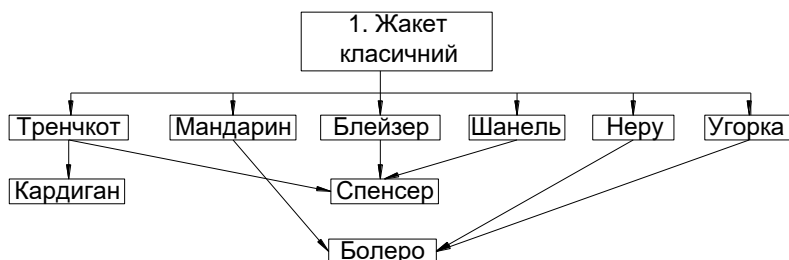 1. Жакет
класичний
Тренчкот Мандарин Блейзер Шанель Неру Угорка
Кардиган Спенсер
Болеро